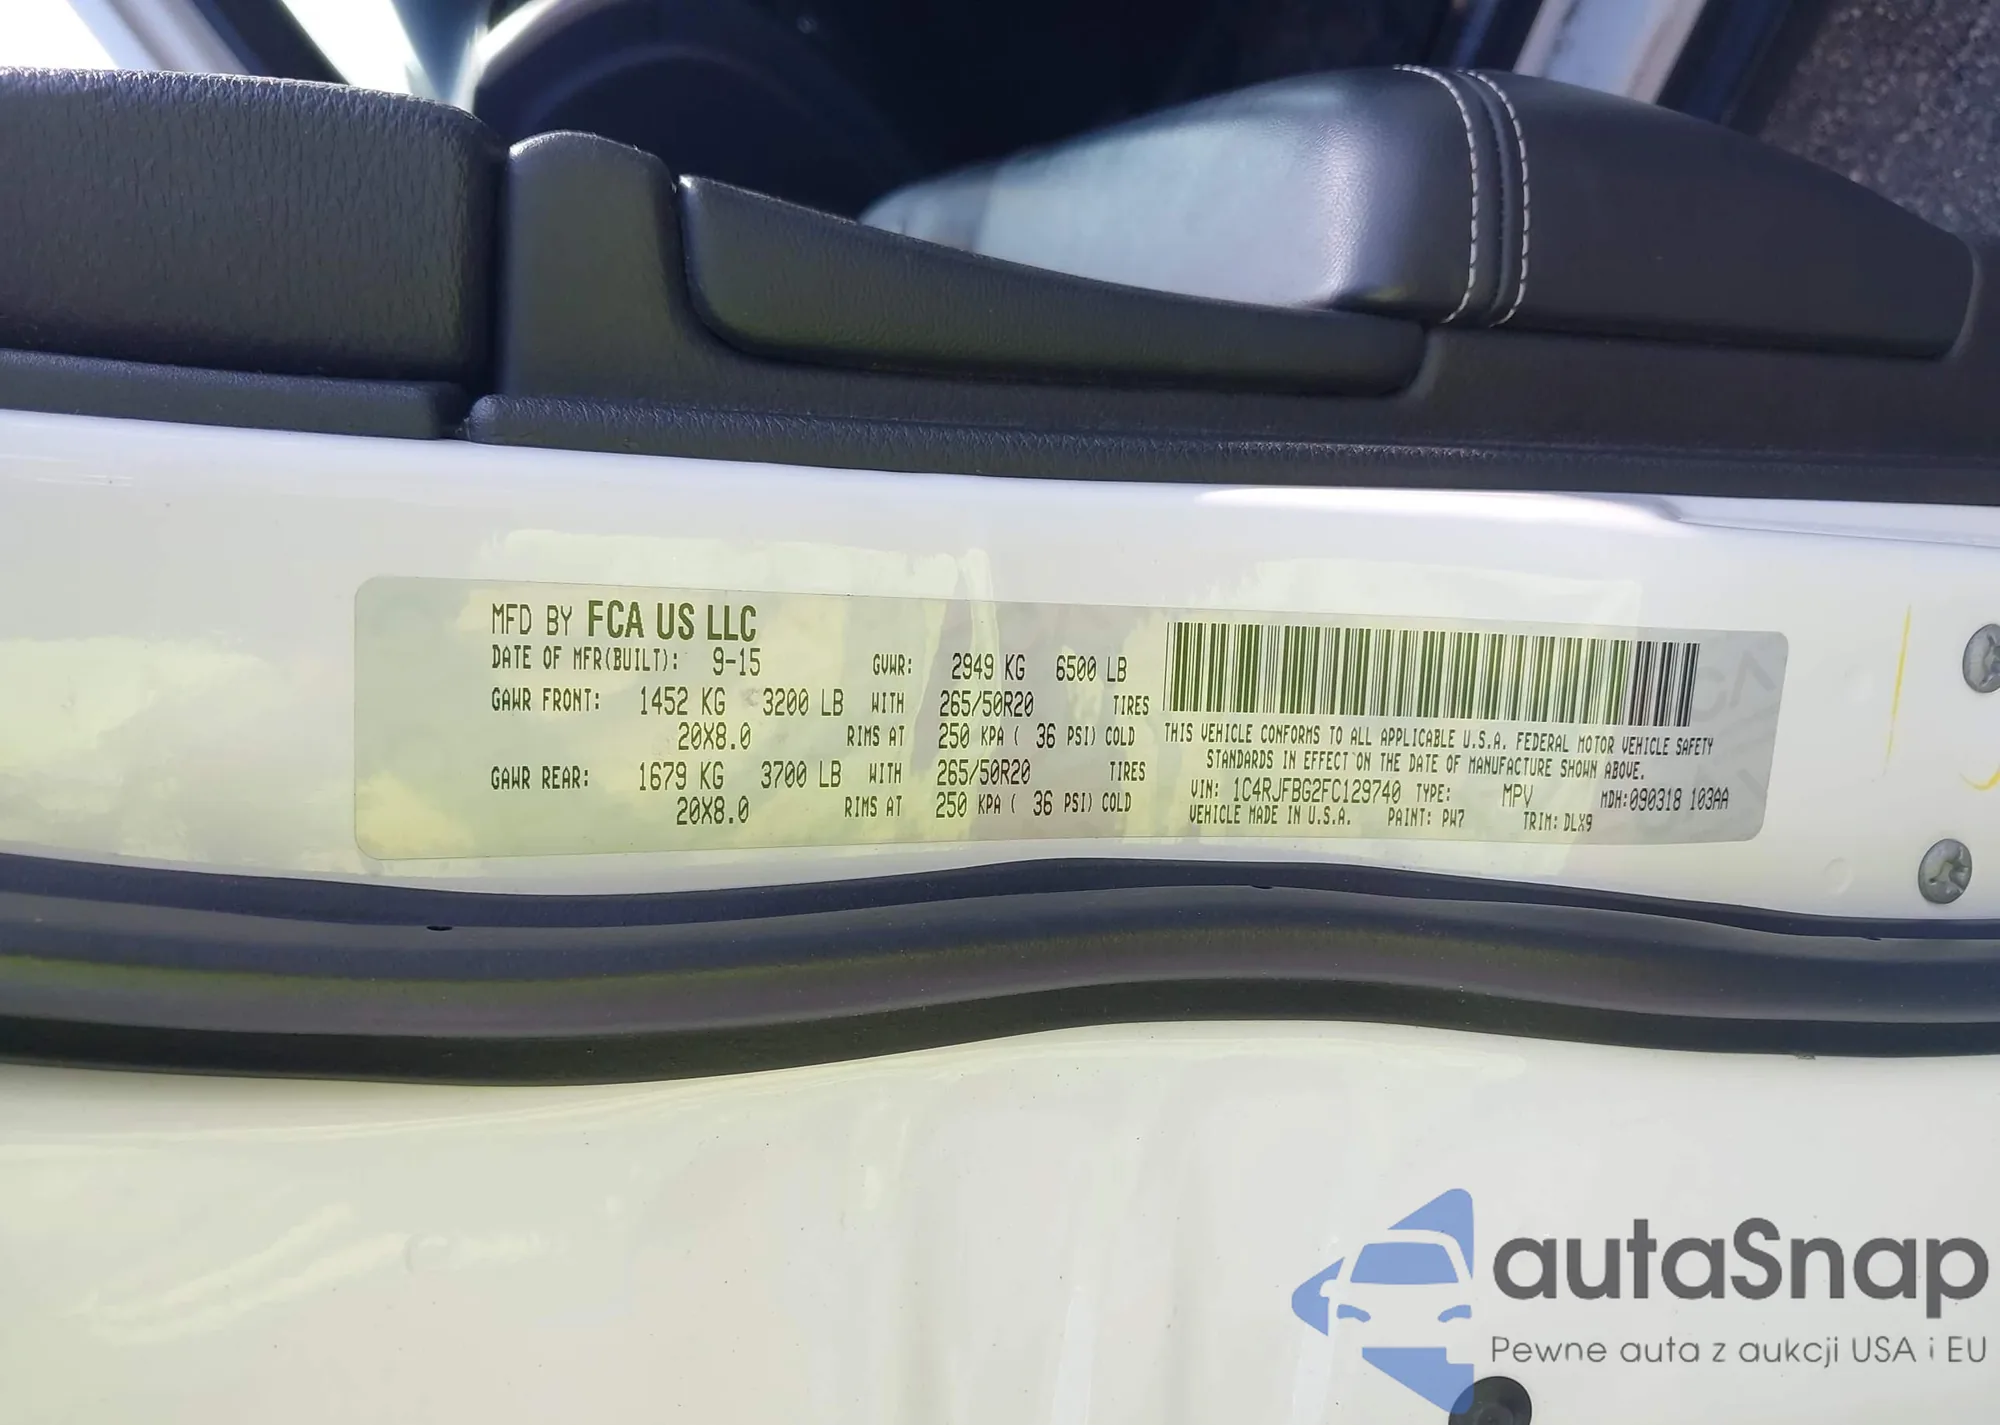 MFD BY FCA US LLC
DATE OF MFR(BUILT): 9-15 GVWR: 2949 KG 6500 LB
GAWR FRONT: 1452 KG 3200 LB WITH 265/50R20 TIRES
20X8.0 RIMS AT 250 KPA ( 36 PSI) COLD
GAWR REAR: 1679 KG 3700 LB WITH 265/50R20 TIRES
20X8.0 RIMS AT 250 KPA ( 36 PSI) COLD
THIS VEHICLE CONFORMS TO ALL APPLICABLE U.S.A. FEDERAL MOTOR VEHICLE SAFETY
STANDARDS IN EFFECT ON THE DATE OF MANUFACTURE SHOWN ABOVE.
VIN: 1C4RJFBG2FC129740 TYPE: MPV MDH:090318 103AA
VEHICLE MADE IN U.S.A. PAINT: PW7 TRIM: DLX9
autaSnap
Pewne auta z aukcji USA i EU